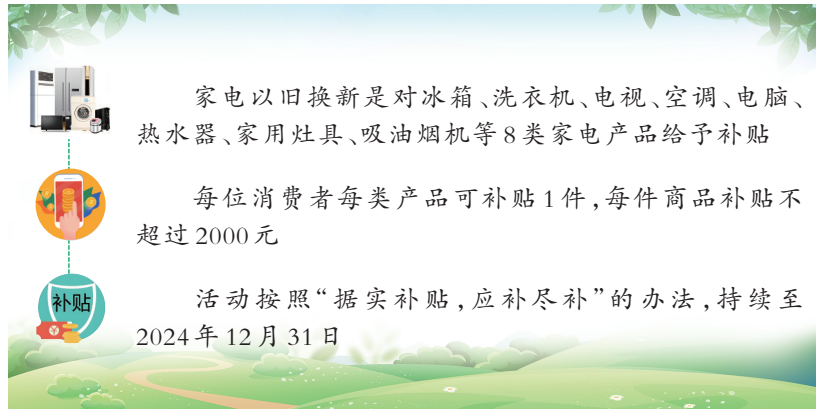 家电以旧换新是对冰箱、洗衣机、电视、空调、电脑、
热水器、家用灶具、吸油烟机等8类家电产品给予补贴
每位消费者每类产品可补贴1件,每件商品补贴不
超过2000元
补贴
活动按照“据实补贴,应补尽补”的办法,持续至
2024年12月31日